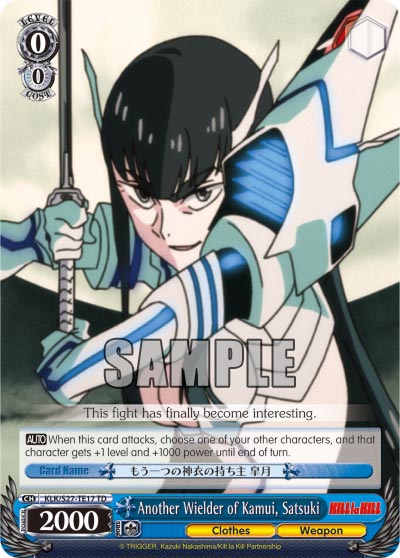 LEVEL
0
0
COST
SAMPLE
This fight has finally become interesting.
AUTO When this card attacks, choose one of your other characters, and that
character gets +1 level and +1000 power until end of turn.
Card Name もう一つの神衣の持ち主 皐月
CH KLK/S27-TE17 TD
POWER 2000 SOUL Another Wielder of Kamui, Satsuki KILL la KILL
Clothes Weapon
© TRIGGER, Kazuki Nakashima/Kill la Kill Partnership